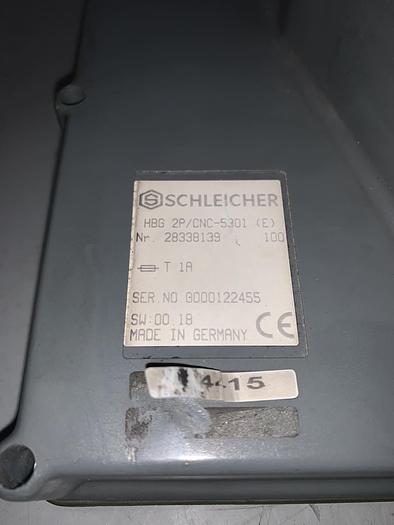 SCHLEICHER
HBG 2P/CNC-5301 (E)
Nr. 28338139 100
T 1A
SER.NO G000122455
SW:00.18
MADE IN GERMANY CE
4415